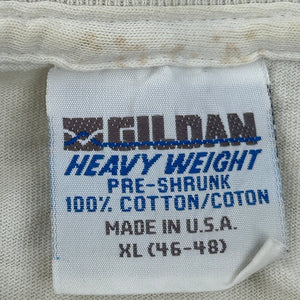 GILDAN
HEAVY WEIGHT
PRE-SHRUNK
100% COTTON/COTON
MADE IN U.S.A.
XL (46-48)